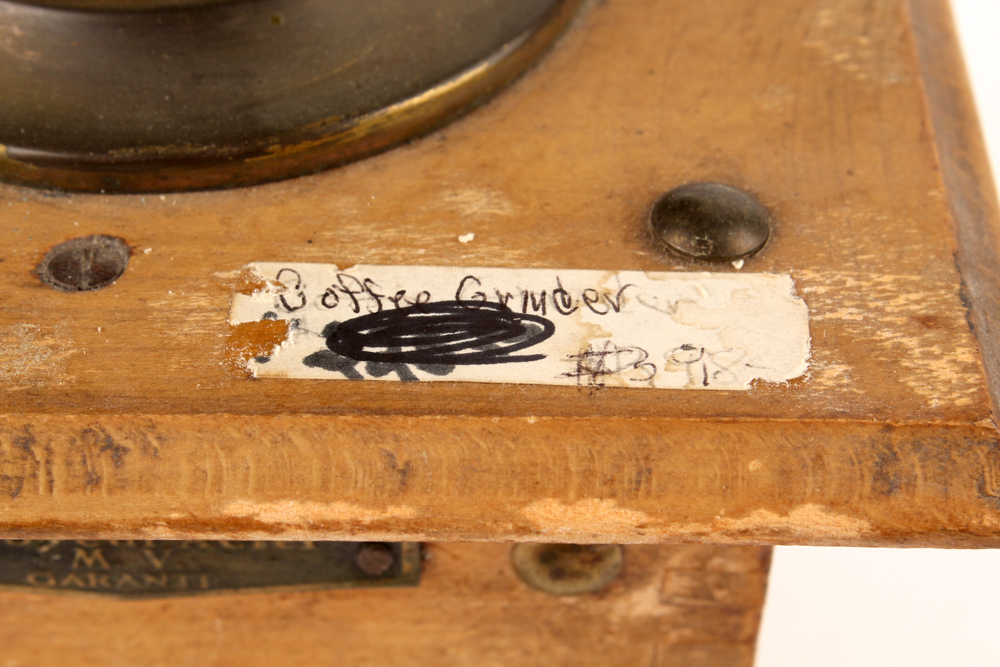 Coffee Grinder
#398-
M V
GARANTI